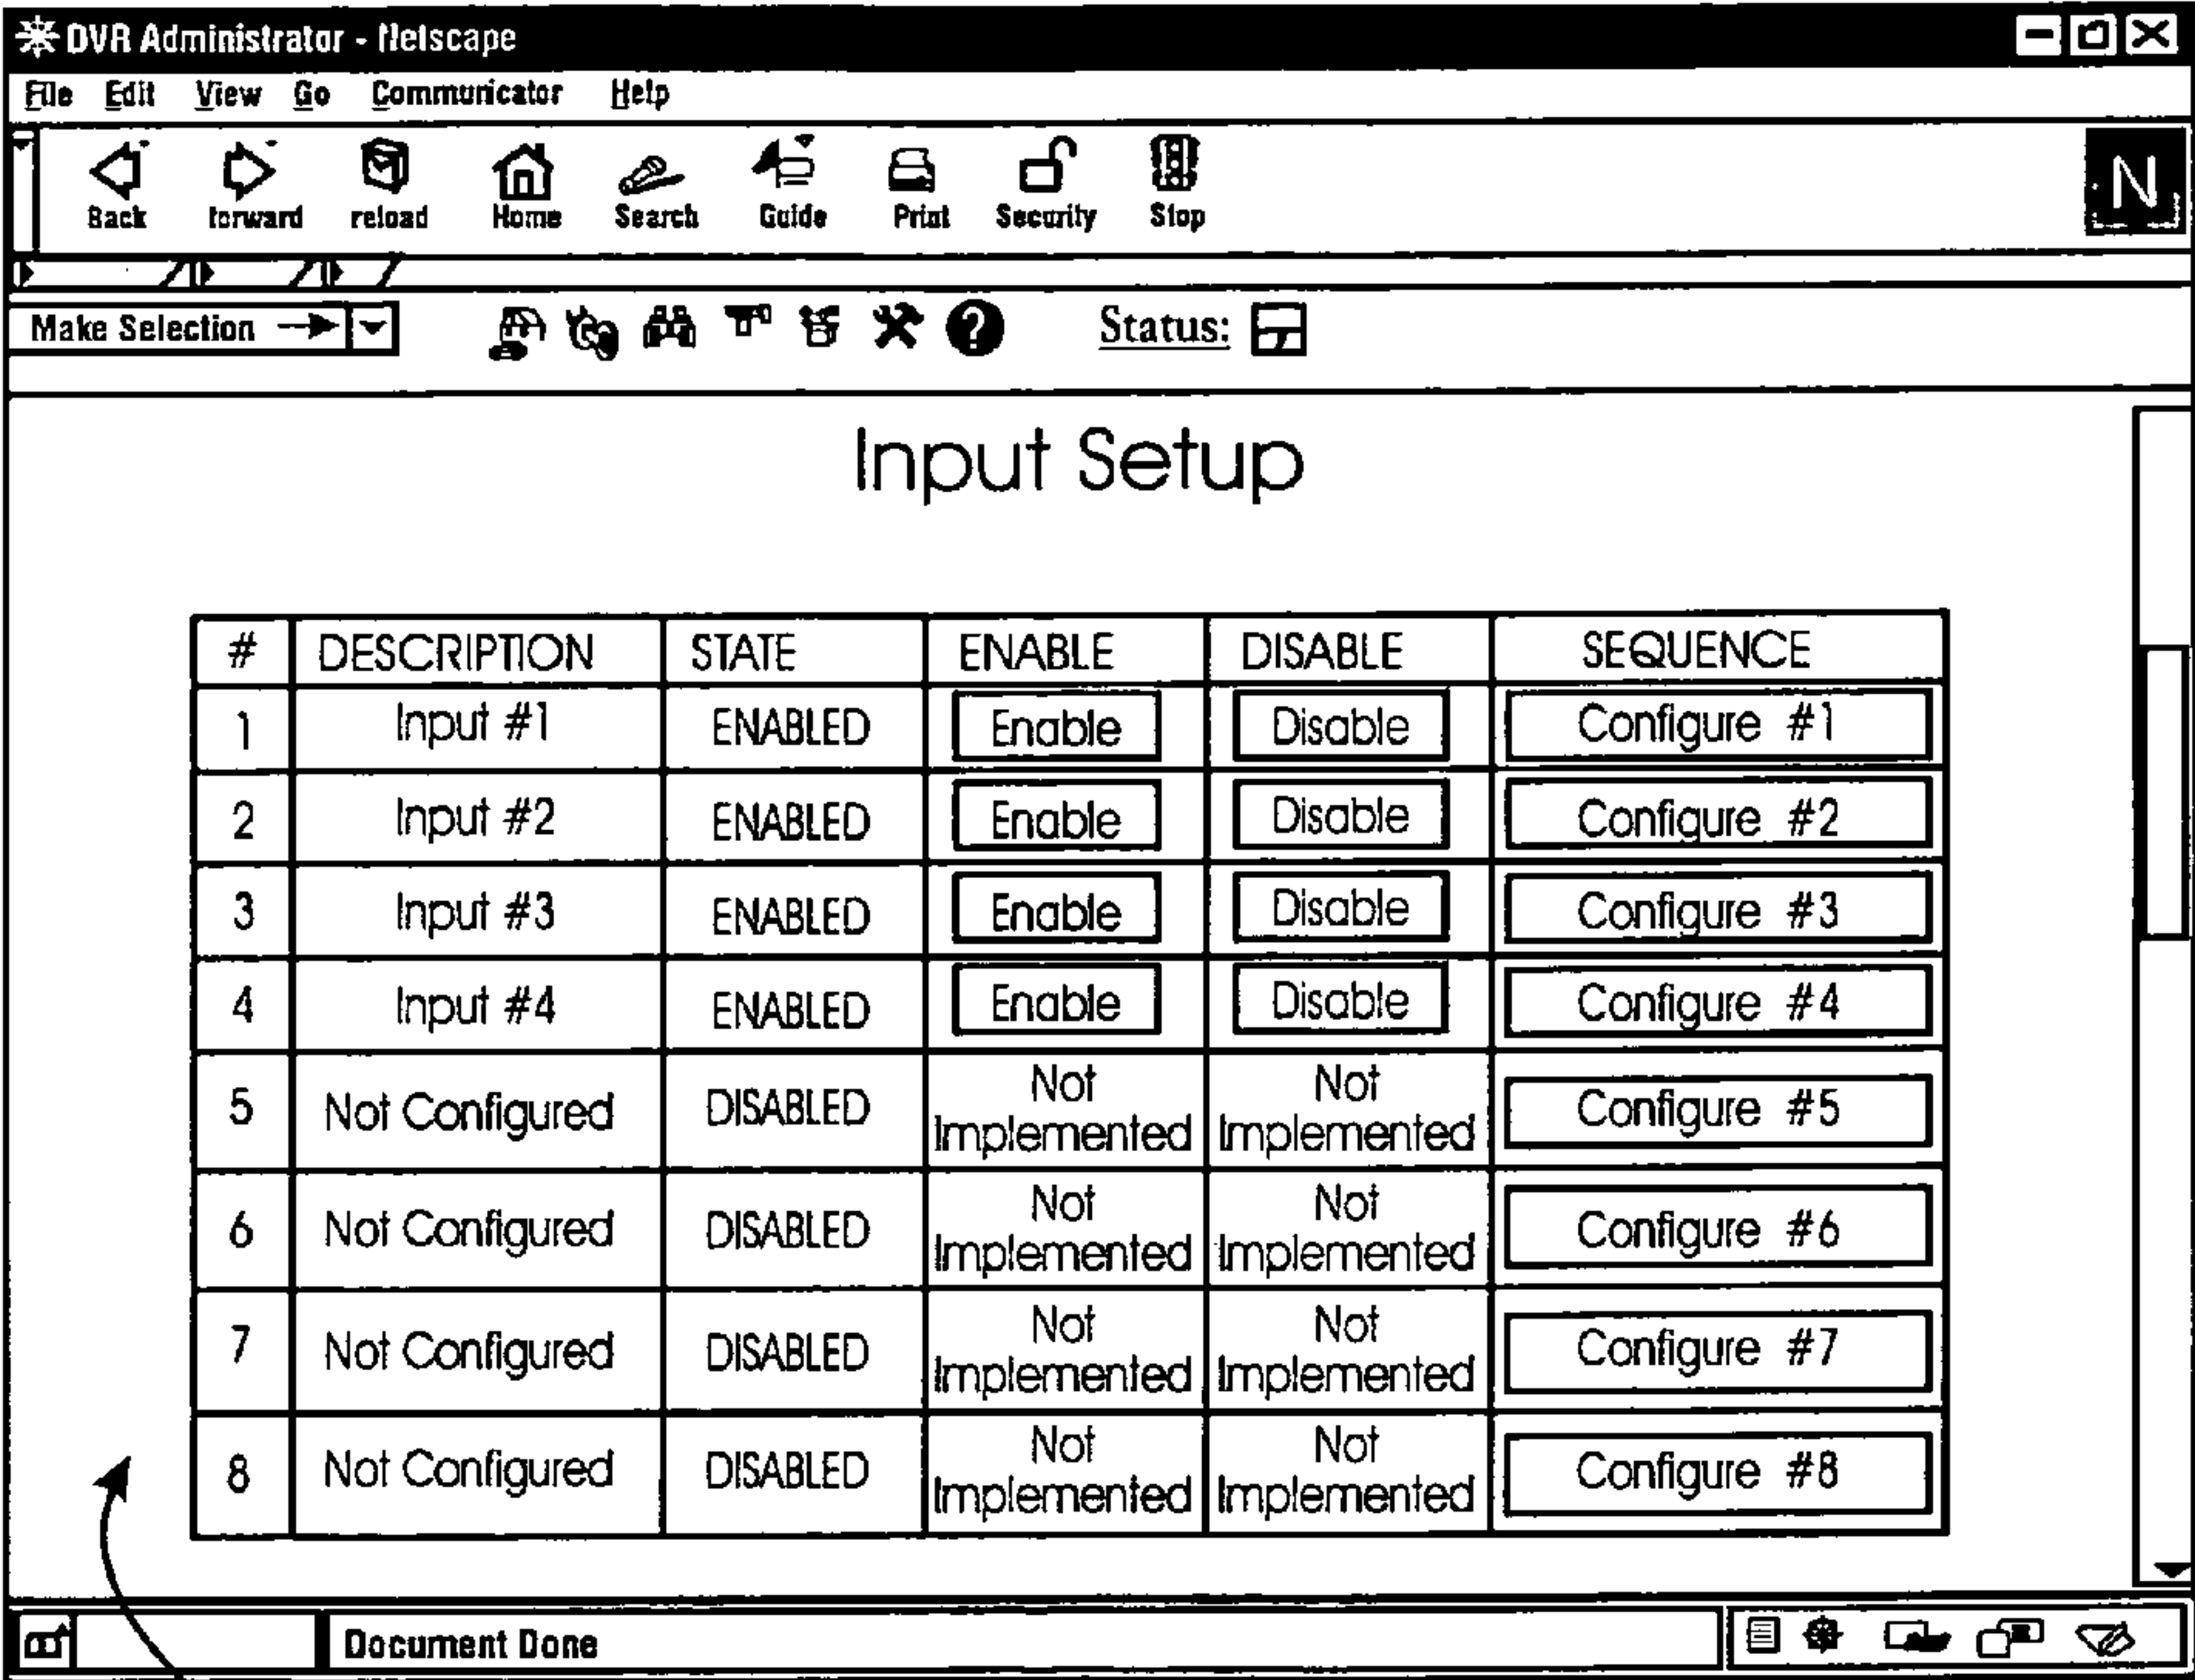 DVR Administrator - Netscape
File Edit View Go Communicator Help
Back forward reload Home Search Guide Print Security Stop
N
Make Selection
? Status:
Input Setup
# DESCRIPTION STATE ENABLE DISABLE SEQUENCE
1 Input #1 ENABLED Enable Disable Configure #1
2 Input #2 ENABLED Enable Disable Configure #2
3 Input #3 ENABLED Enable Disable Configure #3
4 Input #4 ENABLED Enable Disable Configure #4
5 Not Configured DISABLED Not Implemented Not Implemented Configure #5
6 Not Configured DISABLED Not Implemented Not Implemented Configure #6
7 Not Configured DISABLED Not Implemented Not Implemented Configure #7
8 Not Configured DISABLED Not Implemented Not Implemented Configure #8
Document Done